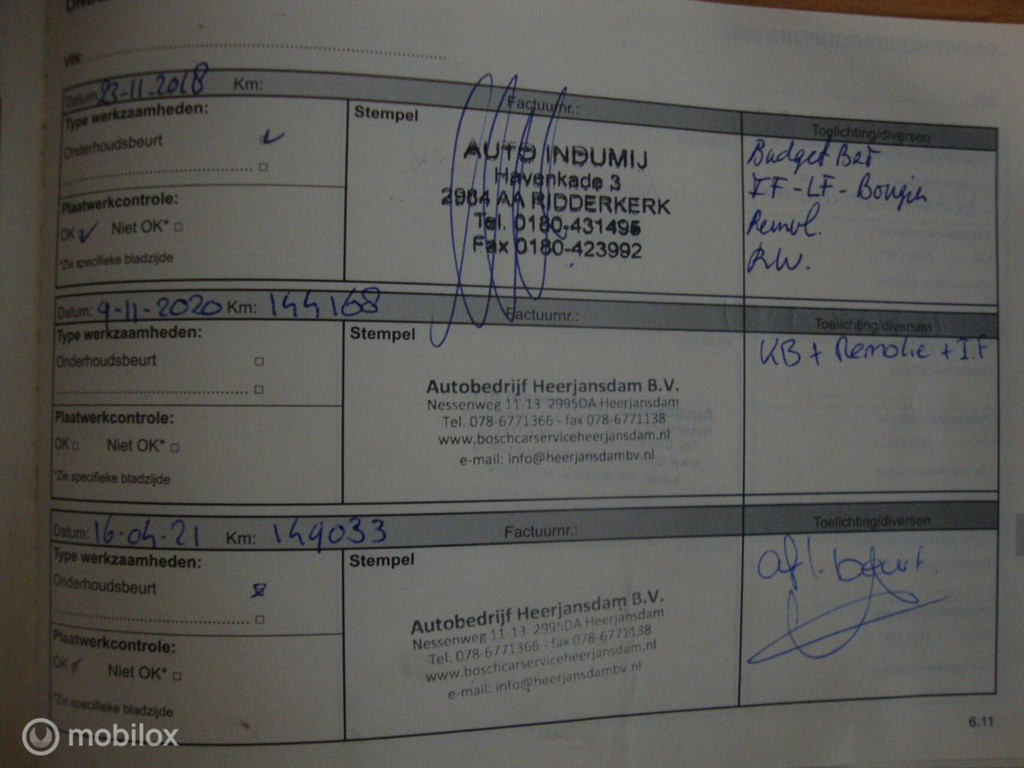 VIN:
Datum: 23-11-2018 Km: Factuurnr.:
Type werkzaamheden:
Stempel
Toelichting/diversen
Onderhoudsbeurt
Plaatwerkcontrole:
OK Niet OK*
*Zie specifieke bladzijde
AUTO INDUMIJ
Havenkade 3
2984 AA RIDDERKERK
Tel. 0180-431495
Fax 0180-423992
Budget Bat
IF-LF-Bougies
Remol.
RW.
Datum: 9-11-2020 Km: 144168 Factuurnr.:
Toelichting/diversen
Type werkzaamheden:
Stempel
Onderhoudsbeurt
Plaatwerkcontrole:
OK Niet OK*
*Zie specifieke bladzijde
Autobedrijf Heerjansdam B.V.
Nessenweg 11-13 2995DA Heerjansdam
Tel. 078-6771366 - fax 078-6771138
www.boschcarserviceheerjansdam.nl
e-mail: info@heerjansdambv.nl
KB + Remolie + I.F
Datum: 16-04-21 Km: 149033 Factuurnr.:
Toelichting/diversen
Type werkzaamheden:
Stempel
Onderhoudsbeurt
Plaatwerkcontrole:
OK Niet OK*
*Zie specifieke bladzijde
Autobedrijf Heerjansdam B.V.
Nessenweg 11-13 2995DA Heerjansdam
Tel. 078-6771366 - fax 078-6771138
www.boschcarserviceheerjansdam.nl
e-mail: info@heerjansdambv.nl
afl. beurt.
6.11
mobilox